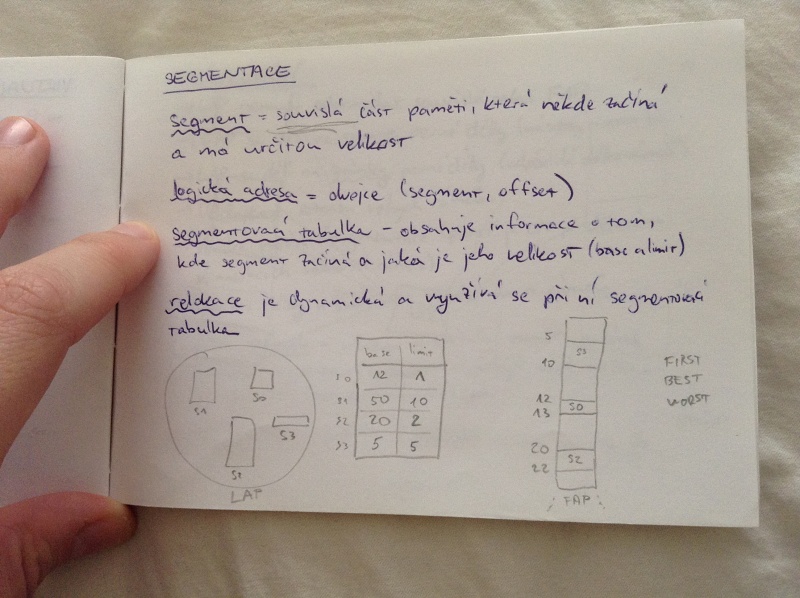 SEGMENTACE
segment = souvislá část paměti, která někde začíná
a má určitou velikost
logická adresa = dvojce (segment, offset)
segmentovací tabulka - obsahuje informace o tom,
kde segment začíná a jaká je jeho velikost (base a limit)
relokace je dynamická a využívá se při ní segmentovací
tabulka
S1
S0
S3
S2
LAP
base limit
S0 12 1
S1 50 10
S2 20 2
S3 5 5
5
S3
10
12
S0
13
20
S2
22
FAP
FIRST
BEST
WORST